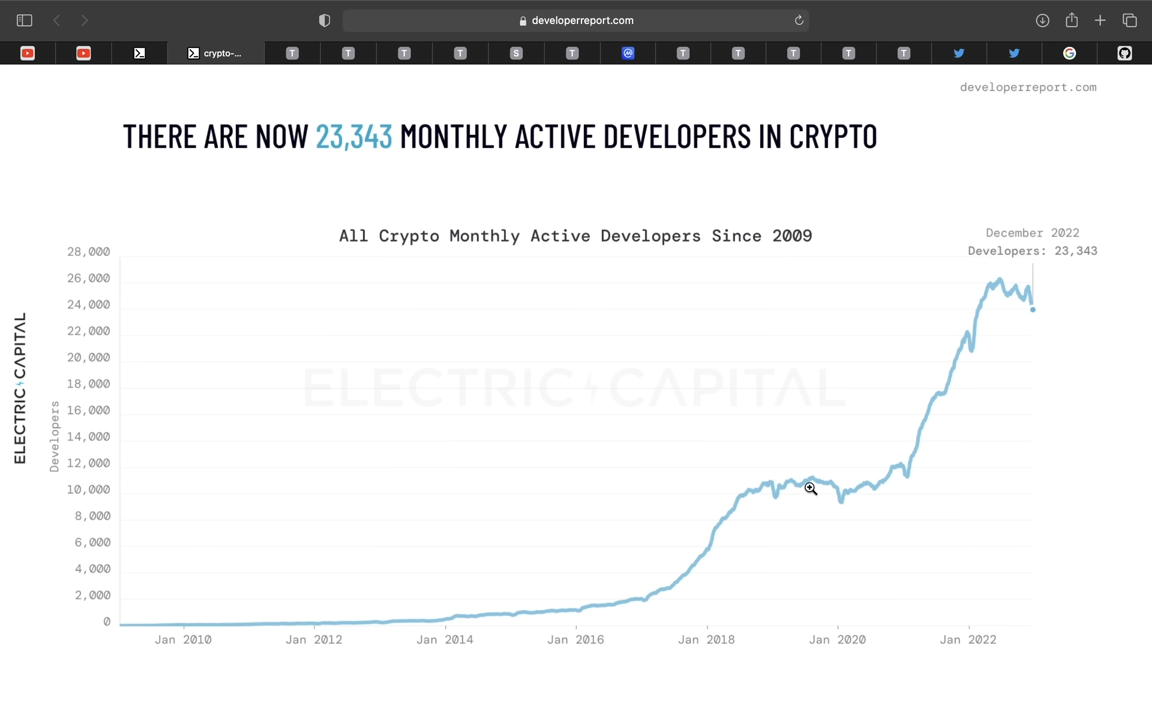 developerreport.com
crypto-...
T
T
T
T
S
T
T
T
T
T
T
G
developerreport.com
THERE ARE NOW 23,343 MONTHLY ACTIVE DEVELOPERS IN CRYPTO
All Crypto Monthly Active Developers Since 2009
December 2022
Developers: 23,343
28,000
26,000
24,000
22,000
20,000
18,000
16,000
14,000
12,000
10,000
8,000
6,000
4,000
2,000
0
Developers
ELECTRIC CAPITAL
ELECTRIC CAPITAL
Jan 2010 Jan 2012 Jan 2014 Jan 2016 Jan 2018 Jan 2020 Jan 2022